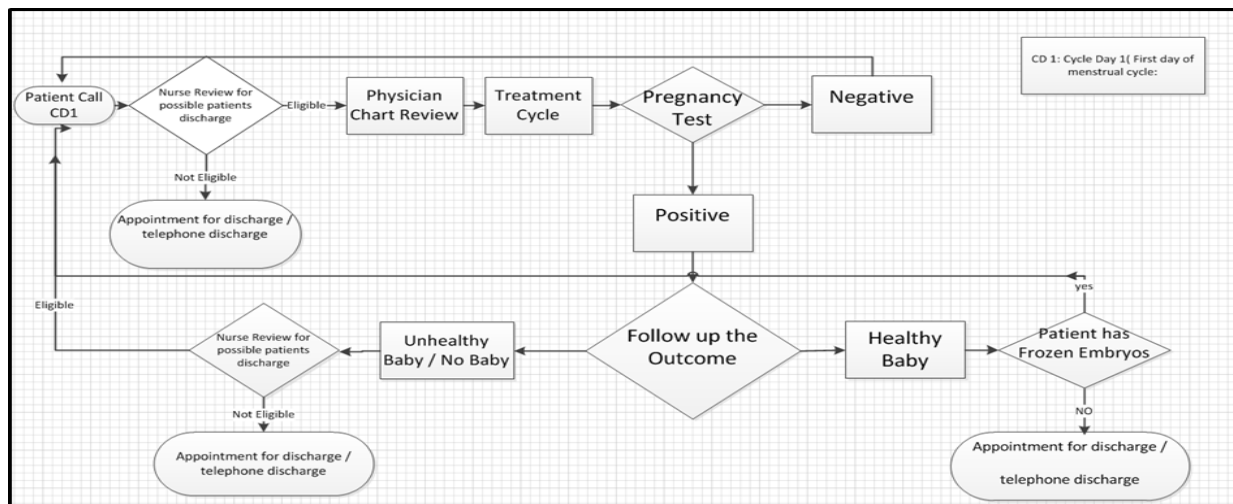 CD 1: Cycle Day 1( First day of
menstrual cycle:
Patient Call
CD1
Nurse Review for
possible patients
discharge
Eligible
Physician
Chart Review
Treatment
Cycle
Pregnancy
Test
Negative
Not Eligible
Appointment for discharge /
telephone discharge
Positive
Eligible
yes
Nurse Review for
possible patients
discharge
Unhealthy
Baby / No Baby
Follow up the
Outcome
Healthy
Baby
Patient has
Frozen Embryos
Not Eligible
NO
Appointment for discharge /
telephone discharge
Appointment for discharge /
telephone discharge